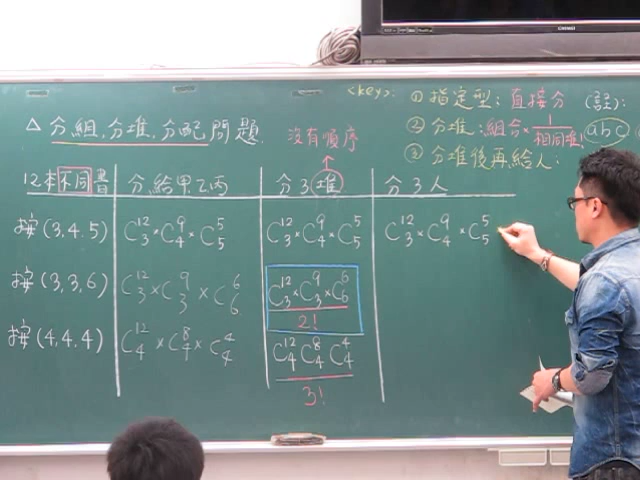 <key>:
① 指定型:直接分 (註):
△ 分組,分堆,分配問題.
沒有順序
② 分堆:組合×1/相同堆! abc
③ 分堆後再給人:
12本不同書 分給甲乙丙 分3堆 分3人
按(3,4,5) C¹²₃×C⁹₄×C⁵₅ C¹²₃×C⁹₄×C⁵₅ C¹²₃×C⁹₄×C⁵₅
按(3,3,6) C¹²₃×C⁹₃×C⁶₆ C¹²₃×C⁹₃×C⁶₆/2!
按(4,4,4) C¹²₄×C⁸₄×C⁴₄ C¹²₄C⁸₄C⁴₄/3!